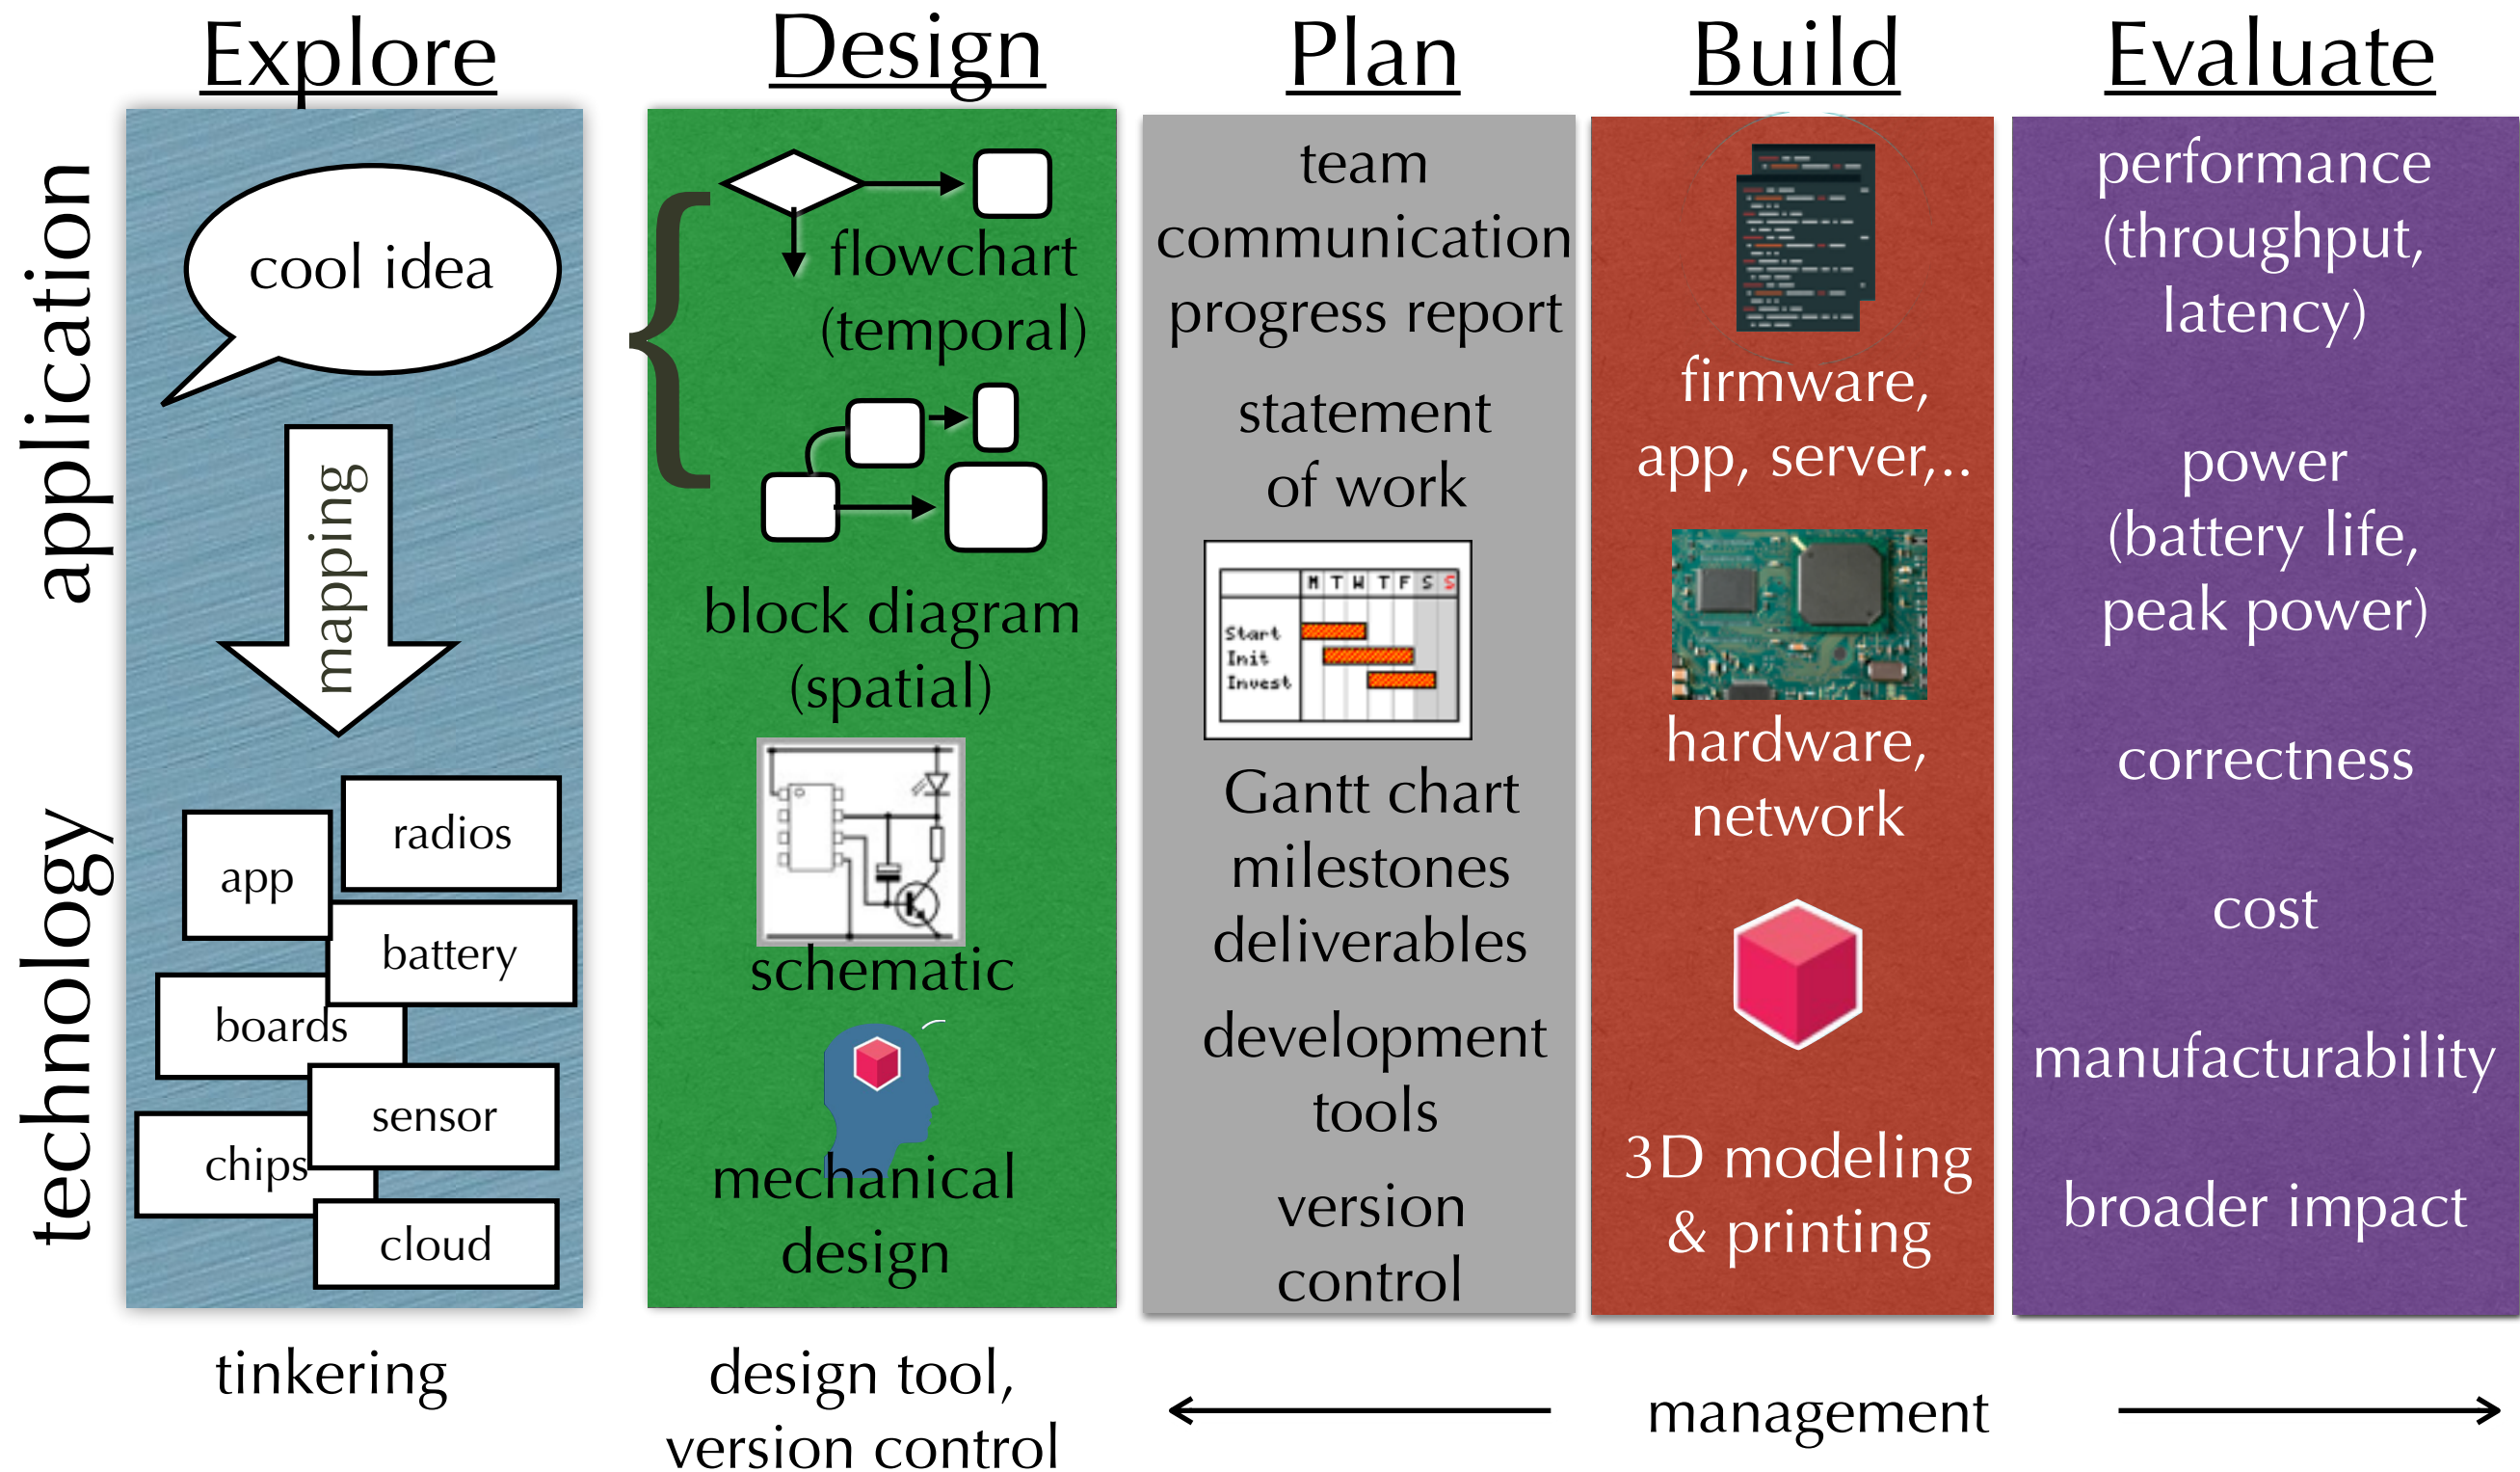 Explore
Design
Plan
Build
Evaluate
application
technology
cool idea
mapping
radios
app
battery
boards
sensor
chips
cloud
tinkering
flowchart
(temporal)
block diagram
(spatial)
schematic
mechanical
design
design tool,
version control
team
communication
progress report
statement
of work
M T W T F S S
Start
Init
Invest
Gantt chart
milestones
deliverables
development
tools
version
control
firmware,
app, server,..
hardware,
network
3D modeling
& printing
performance
(throughput,
latency)
power
(battery life,
peak power)
correctness
cost
manufacturability
broader impact
management